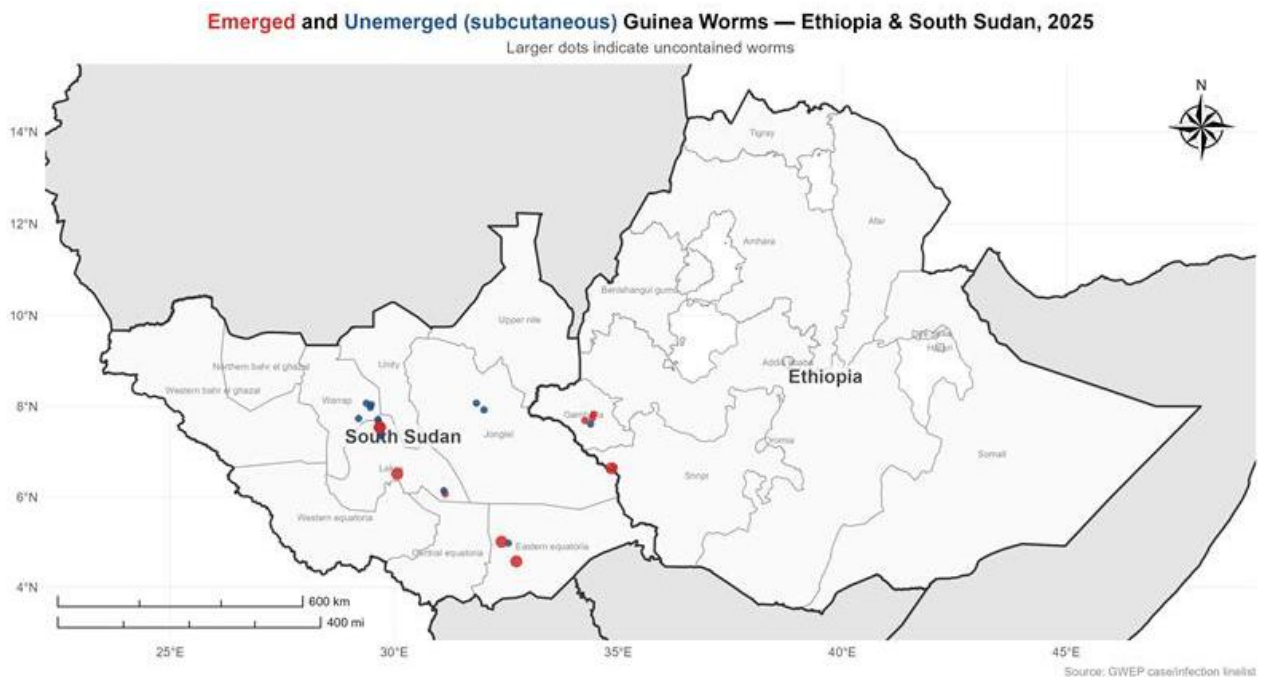 Emerged and Unemerged (subcutaneous) Guinea Worms — Ethiopia & South Sudan, 2025
Larger dots indicate uncontained worms
N
14°N
Tigray
12°N
Afar
Amhara
10°N
Benishangul gumuz
Upper nile
Dire dawa
Harari
Northern bahr el ghazal
Unity
Addis ababa
Western bahr el ghazal
Ethiopia
8°N
Warrap
Gambella
South Sudan
Jonglei
Oromia
Somali
Lakes
Snnpr
6°N
Western equatoria
Central equatoria
Eastern equatoria
4°N
600 km
400 mi
25°E
30°E
35°E
40°E
45°E
Source: GWEP case/infection linelist